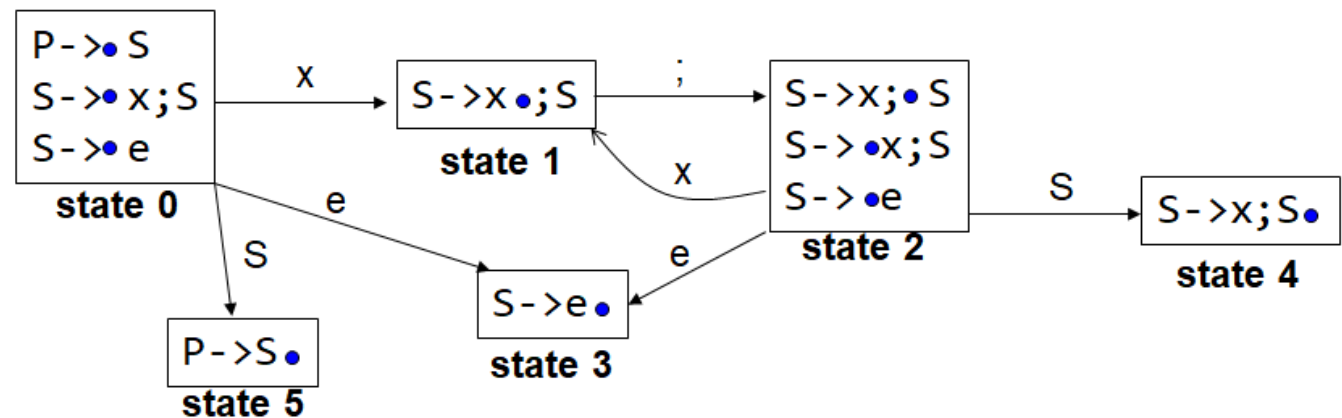 P->• S
S->• x;S
S->• e
state 0
x
S->x •;S
state 1
;
S->x;• S
S-> •x;S
S-> •e
state 2
x
e
S
S->x;S•
state 4
e
S->e•
state 3
S
P->S•
state 5